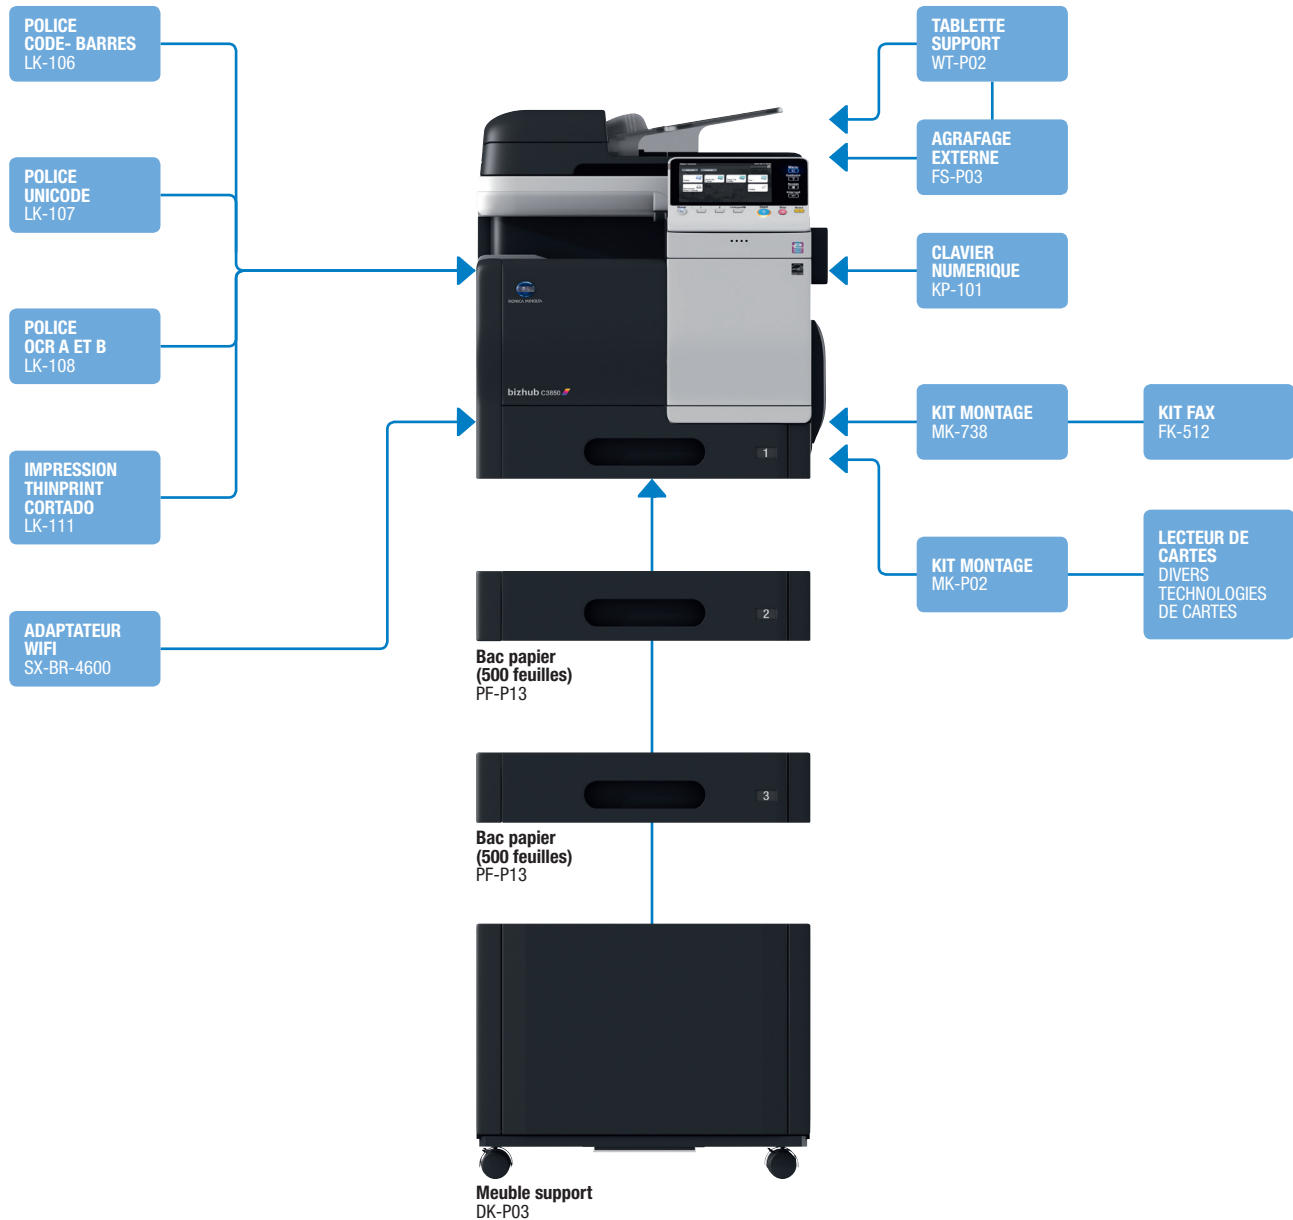 POLICE
CODE- BARRES
LK-106
POLICE
UNICODE
LK-107
POLICE
OCR A ET B
LK-108
IMPRESSION
THINPRINT
CORTADO
LK-111
ADAPTATEUR
WIFI
SX-BR-4600
KONICA MINOLTA
bizhub C3850
1
2
Bac papier
(500 feuilles)
PF-P13
3
Bac papier
(500 feuilles)
PF-P13
Meuble support
DK-P03
TABLETTE
SUPPORT
WT-P02
AGRAFAGE
EXTERNE
FS-P03
CLAVIER
NUMERIQUE
KP-101
KIT MONTAGE
MK-738
KIT FAX
FK-512
KIT MONTAGE
MK-P02
LECTEUR DE
CARTES
DIVERS
TECHNOLOGIES
DE CARTES